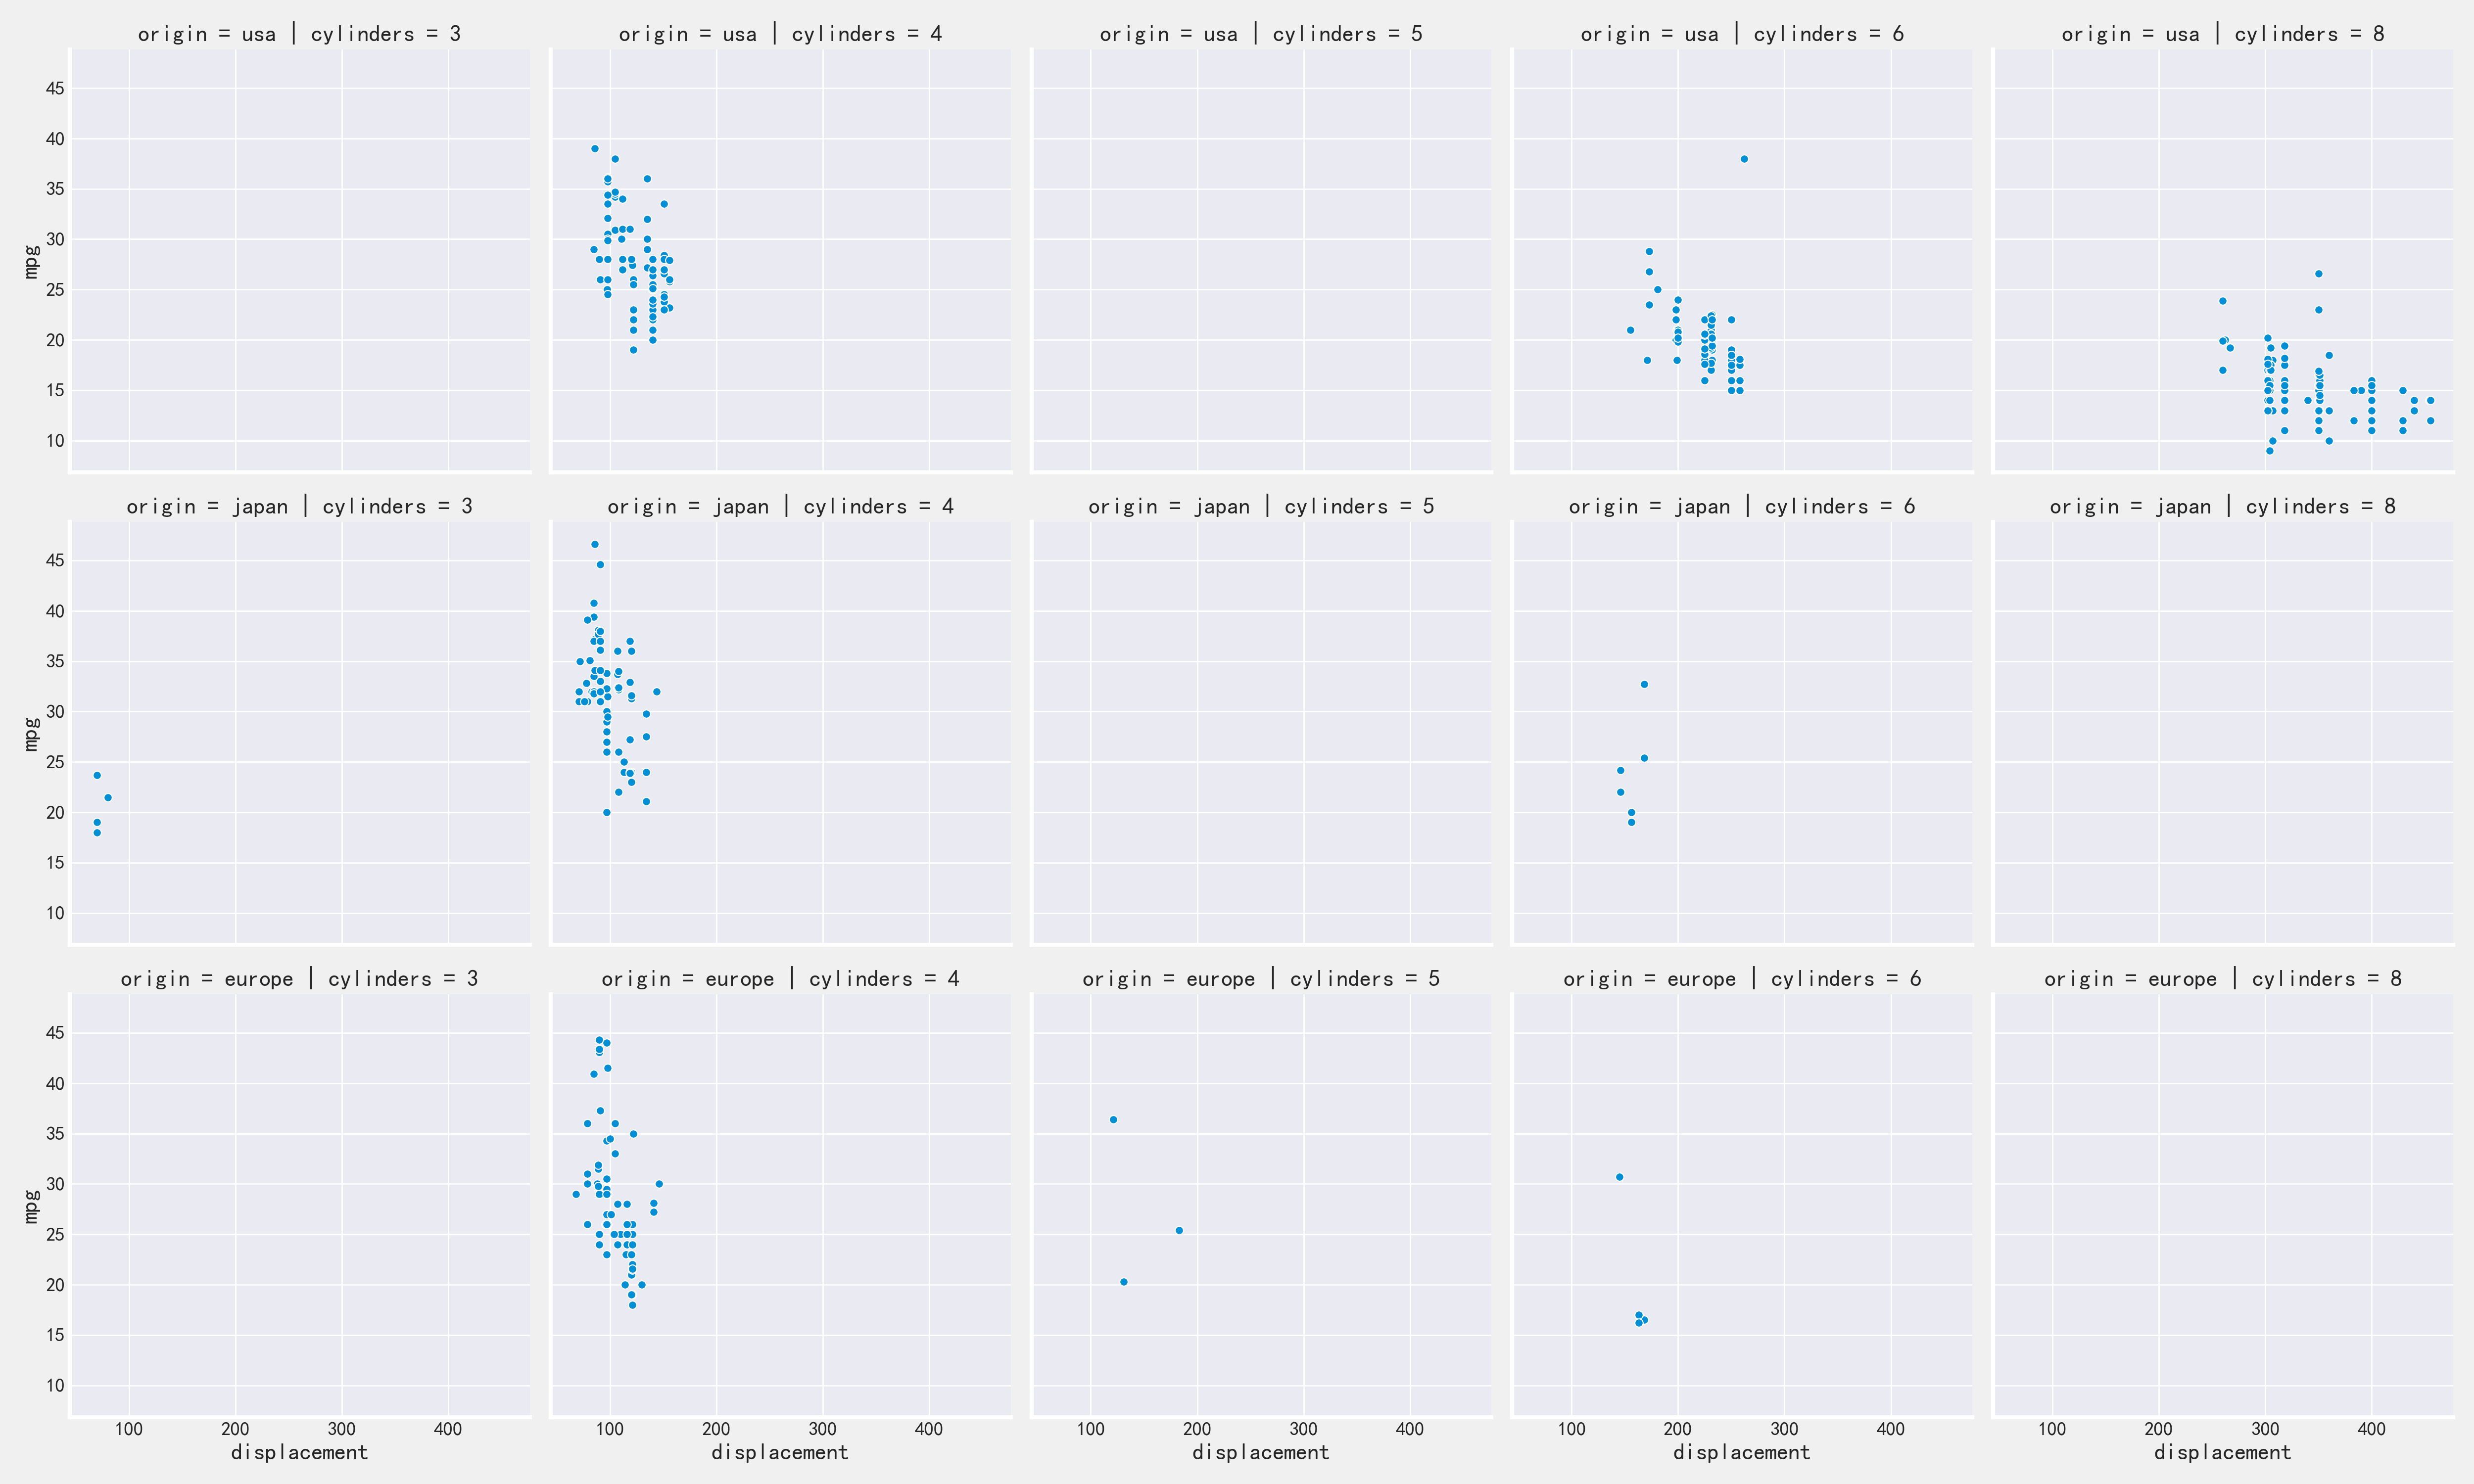 origin = usa | cylinders = 3
origin = usa | cylinders = 4
origin = usa | cylinders = 5
origin = usa | cylinders = 6
origin = usa | cylinders = 8
45
40
35
30
25
20
15
10
mpg
origin = japan | cylinders = 3
origin = japan | cylinders = 4
origin = japan | cylinders = 5
origin = japan | cylinders = 6
origin = japan | cylinders = 8
45
40
35
30
25
20
15
10
mpg
origin = europe | cylinders = 3
origin = europe | cylinders = 4
origin = europe | cylinders = 5
origin = europe | cylinders = 6
origin = europe | cylinders = 8
45
40
35
30
25
20
15
10
mpg
100 200 300 400
displacement
100 200 300 400
displacement
100 200 300 400
displacement
100 200 300 400
displacement
100 200 300 400
displacement